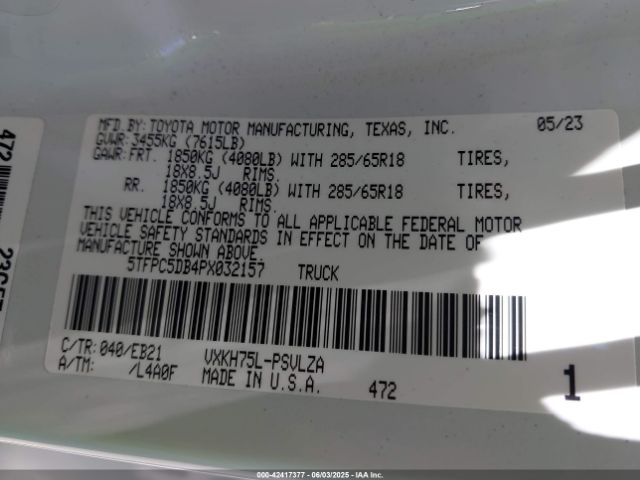 MFD.BY:TOYOTA MOTOR MANUFACTURING, TEXAS, INC. 05/23
GVWR:3455KG (7615LB)
GAWR:FRT. 1850KG (4080LB) WITH 285/65R18 TIRES,
18X8.5J RIMS.
RR. 1850KG (4080LB) WITH 285/65R18 TIRES,
18X8.5J RIMS.
THIS VEHICLE CONFORMS TO ALL APPLICABLE FEDERAL MOTOR
VEHICLE SAFETY STANDARDS IN EFFECT ON THE DATE OF
MANUFACTURE SHOWN ABOVE.
5TFPC5DB4PX032157 TRUCK
C/TR:040/EB21 VXKH75L-PSVLZA
A/TM: /L4A0F MADE IN U.S.A. 472 1
472
00-42417377 - 06/03/2025 - IAA Inc.